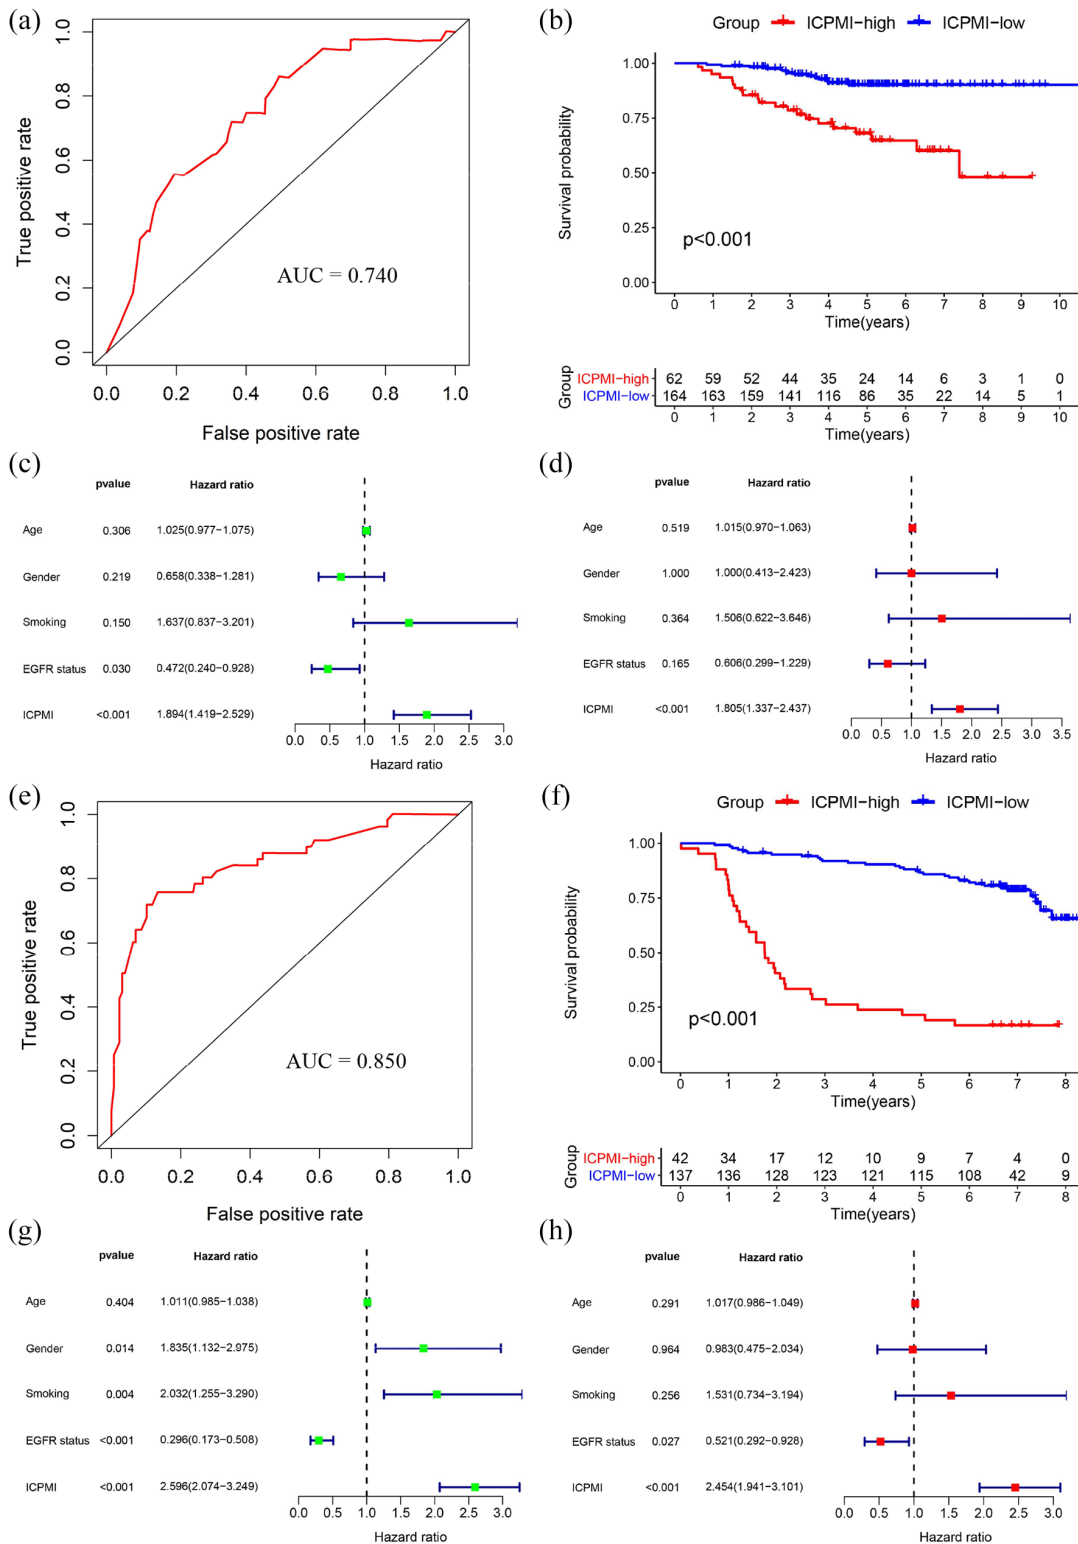 (a)
True positive rate
1.0
0.8
0.6
0.4
0.2
0.0
AUC = 0.740
0.0 0.2 0.4 0.6 0.8 1.0
False positive rate
(b)
Group ICPMI-high ICPMI-low
Survival probability
1.00
0.75
0.50
0.25
0.00
p<0.001
0 1 2 3 4 5 6 7 8 9 10
Time(years)
Group
ICPMI-high 62 59 52 44 35 24 14 6 3 1 0
ICPMI-low 164 163 159 141 116 86 35 22 14 5 1
0 1 2 3 4 5 6 7 8 9 10
Time(years)
(c)
pvalue Hazard ratio
Age 0.306 1.025(0.977-1.075)
Gender 0.219 0.658(0.338-1.281)
Smoking 0.150 1.637(0.837-3.201)
EGFR status 0.030 0.472(0.240-0.928)
ICPMI <0.001 1.894(1.419-2.529)
0.0 0.5 1.0 1.5 2.0 2.5 3.0
Hazard ratio
(d)
pvalue Hazard ratio
Age 0.519 1.015(0.970-1.063)
Gender 1.000 1.000(0.413-2.423)
Smoking 0.364 1.506(0.622-3.646)
EGFR status 0.165 0.606(0.299-1.229)
ICPMI <0.001 1.805(1.337-2.437)
0.0 0.5 1.0 1.5 2.0 2.5 3.0 3.5
Hazard ratio
(e)
True positive rate
1.0
0.8
0.6
0.4
0.2
0.0
AUC = 0.850
0.0 0.2 0.4 0.6 0.8 1.0
False positive rate
(f)
Group ICPMI-high ICPMI-low
Survival probability
1.00
0.75
0.50
0.25
0.00
p<0.001
0 1 2 3 4 5 6 7 8
Time(years)
Group
ICPMI-high 42 34 17 12 10 9 7 4 0
ICPMI-low 137 136 128 123 121 115 108 42 9
0 1 2 3 4 5 6 7 8
Time(years)
(g)
pvalue Hazard ratio
Age 0.404 1.011(0.985-1.038)
Gender 0.014 1.835(1.132-2.975)
Smoking 0.004 2.032(1.255-3.290)
EGFR status <0.001 0.296(0.173-0.508)
ICPMI <0.001 2.596(2.074-3.249)
0.0 0.5 1.0 1.5 2.0 2.5 3.0
Hazard ratio
(h)
pvalue Hazard ratio
Age 0.291 1.017(0.986-1.049)
Gender 0.964 0.983(0.475-2.034)
Smoking 0.256 1.531(0.734-3.194)
EGFR status 0.027 0.521(0.292-0.928)
ICPMI <0.001 2.454(1.941-3.101)
0.0 0.5 1.0 1.5 2.0 2.5 3.0
Hazard ratio